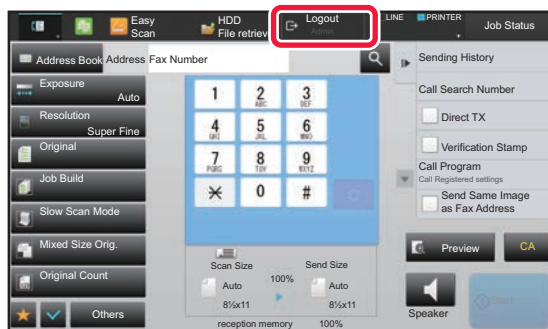 Easy
Scan
HDD
File retriev
Logout
Admin
LINE
PRINTER
Job Status
Address Book
Address
Fax Number
Exposure
Auto
Resolution
Super Fine
Original
Job Build
Slow Scan Mode
Mixed Size Orig.
Original Count
Others
1
2
ABC
3
DEF
4
GHI
5
JKL
6
MNO
7
PQRS
8
TUV
9
WXYZ
0
#
Scan Size
Send Size
100%
Auto
Auto
8½x11
8½x11
reception memory 100%
Sending History
Call Search Number
Direct TX
Verification Stamp
Call Program
Call Registered settings
Send Same Image
as Fax Address
Preview
CA
Speaker
Start